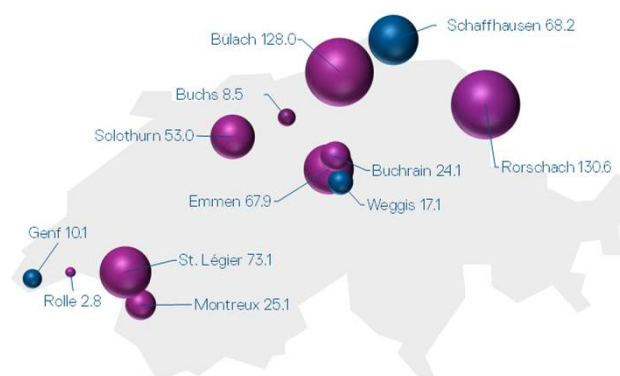 Schaffhausen 68.2
Bülach 128.0
Buchs 8.5
Solothurn 53.0
Buchrain 24.1
Rorschach 130.6
Emmen 67.9
Weggis 17.1
Genf 10.1
St. Légier 73.1
Rolle 2.8
Montreux 25.1